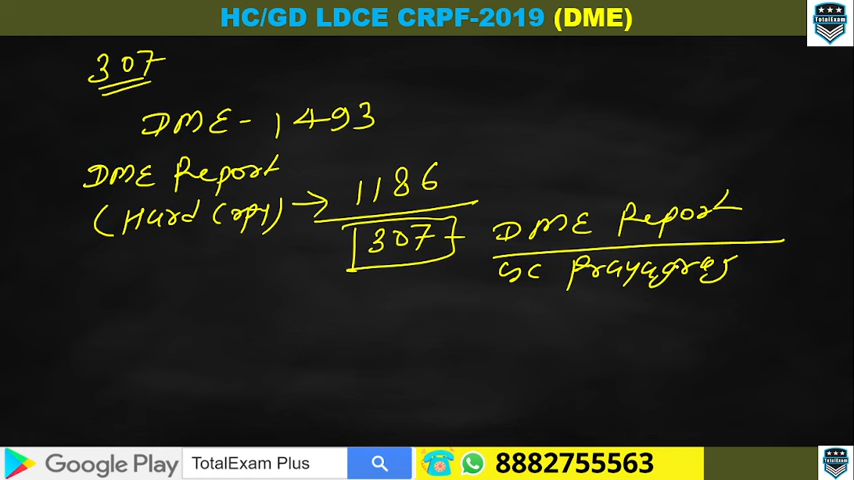 HC/GD LDCE CRPF-2019 (DME)
TotalExam
307
DME - 1493
DME Report
(Hard Copy) → 1186
307
DME Report
GC Prayagraj
Google Play
TotalExam Plus
8882755563
TotalExam